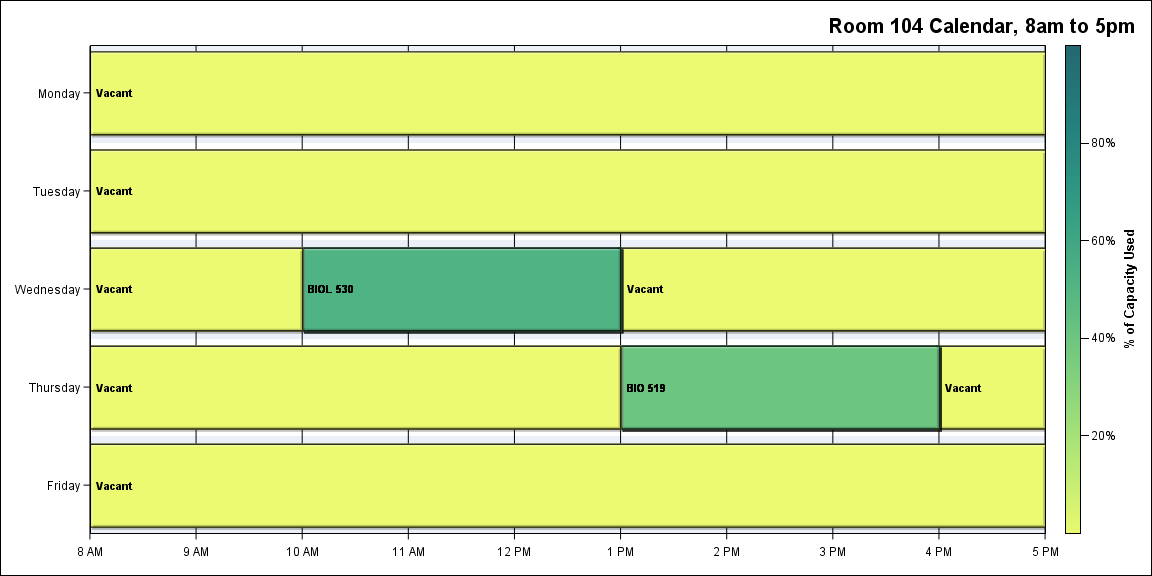 Room 104 Calendar, 8am to 5pm
Monday
Vacant
Tuesday
Vacant
Wednesday
Vacant
BIOL 530
Vacant
Thursday
Vacant
BIO 519
Vacant
Friday
Vacant
8 AM
9 AM
10 AM
11 AM
12 PM
1 PM
2 PM
3 PM
4 PM
5 PM
80%
60%
40%
20%
% of Capacity Used